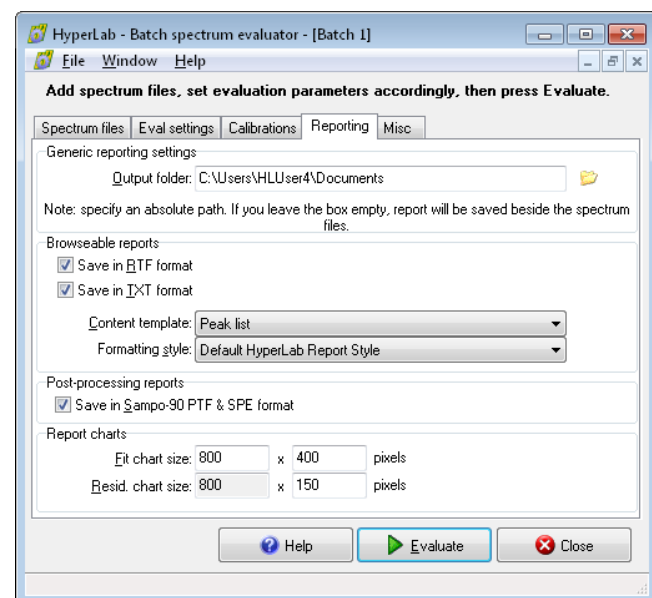 HyperLab - Batch spectrum evaluator - [Batch 1]
File Window Help
Add spectrum files, set evaluation parameters accordingly, then press Evaluate.
Spectrum files Eval settings Calibrations Reporting Misc
Generic reporting settings
Output folder: C:\Users\HLUser4\Documents
Note: specify an absolute path. If you leave the box empty, report will be saved beside the spectrum
files.
Browseable reports
Save in RTF format
Save in TXT format
Content template: Peak list
Formatting style: Default HyperLab Report Style
Post-processing reports
Save in Sampo-90 PTF & SPE format
Report charts
Fit chart size: 800 x 400 pixels
Resid. chart size: 800 x 150 pixels
Help Evaluate Close